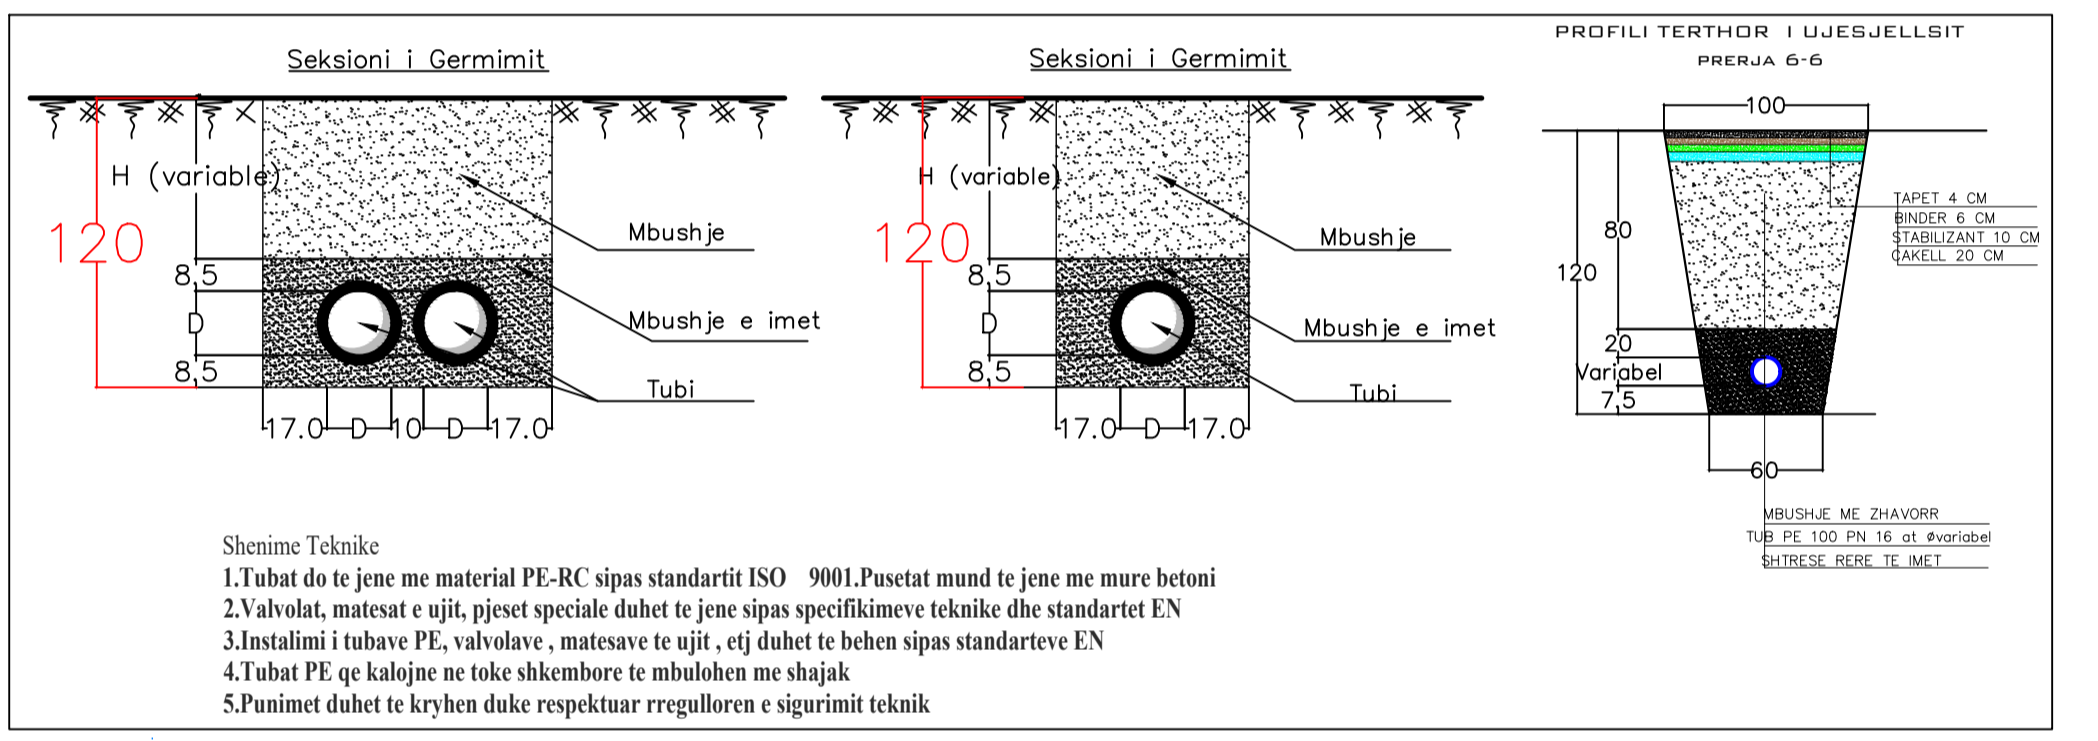 Seksioni i Germimit
H (variable)
120
8,5
D
8,5
17.0 D 10 D 17.0
Mbushje
Mbushje e imet
Tubi
Seksioni i Germimit
H (variable)
120
8,5
D
8,5
17.0 D 17.0
Mbushje
Mbushje e imet
Tubi
PROFILI TERTHOR I UJESJELLSIT
PRERJA 6-6
100
80
120
20
Variabel
7,5
60
TAPET 4 CM
BINDER 6 CM
STABILIZANT 10 CM
CAKELL 20 CM
MBUSHJE ME ZHAVORR
TUB PE 100 PN 16 at Øvariabel
SHTRESE RERE TE IMET
Shenime Teknike
1.Tubat do te jene me material PE-RC sipas standartit ISO 9001.Pusetat mund te jene me mure betoni
2.Valvolat, matesat e ujit, pjeset speciale duhet te jene sipas specifikimeve teknike dhe standartet EN
3.Instalimi i tubave PE, valvolave , matesave te ujit , etj duhet te behen sipas standarteve EN
4.Tubat PE qe kalojne ne toke shkembore te mbulohen me shajak
5.Punimet duhet te kryhen duke respektuar rregulloren e sigurimit teknik